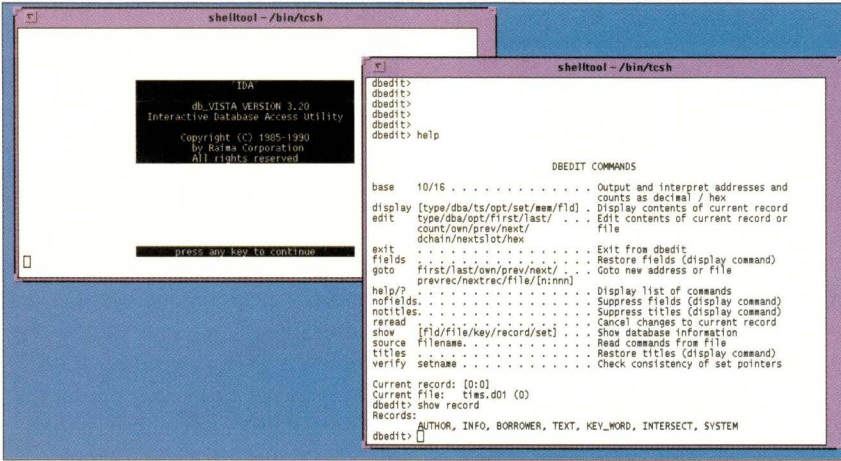 shelltool - /bin/tcsh
'IDA'
db_VISTA VERSION 3.20
Interactive Database Access Utility
Copyright (C) 1985-1990
by Raima Corporation
All rights reserved
press any key to continue
shelltool - /bin/tcsh
dbedit>
dbedit>
dbedit>
dbedit>
dbedit> help
DBEDIT COMMANDS
base 10/16 . . . . . . . . . . . . . Output and interpret addresses and
counts as decimal / hex
display [type/dba/ts/opt/set/mem/fld] . Display contents of current record
edit type/dba/opt/first/last/ . . . Edit contents of current record or
count/own/prev/next/ file
dchain/nextslot/hex
exit . . . . . . . . . . . . . . . . Exit from dbedit
fields . . . . . . . . . . . . . . . Restore fields (display command)
goto first/last/own/prev/next/ . . . Goto new address or file
prevrec/nextrec/file/[n:nnn]
help/? . . . . . . . . . . . . . . . Display list of commands
nofields. . . . . . . . . . . . . . . Suppress fields (display command)
notitles. . . . . . . . . . . . . . . Suppress titles (display command)
reread . . . . . . . . . . . . . . . Cancel changes to current record
show [fld/file/key/record/set] . . . Show database information
source filename. . . . . . . . . . . Read commands from file
titles . . . . . . . . . . . . . . . Restore titles (display command)
verify setname . . . . . . . . . . . Check consistency of set pointers
Current record: [0:0]
Current file: tims.d01 (0)
dbedit> show record
Records:
AUTHOR, INFO, BORROWER, TEXT, KEY_WORD, INTERSECT, SYSTEM
dbedit>